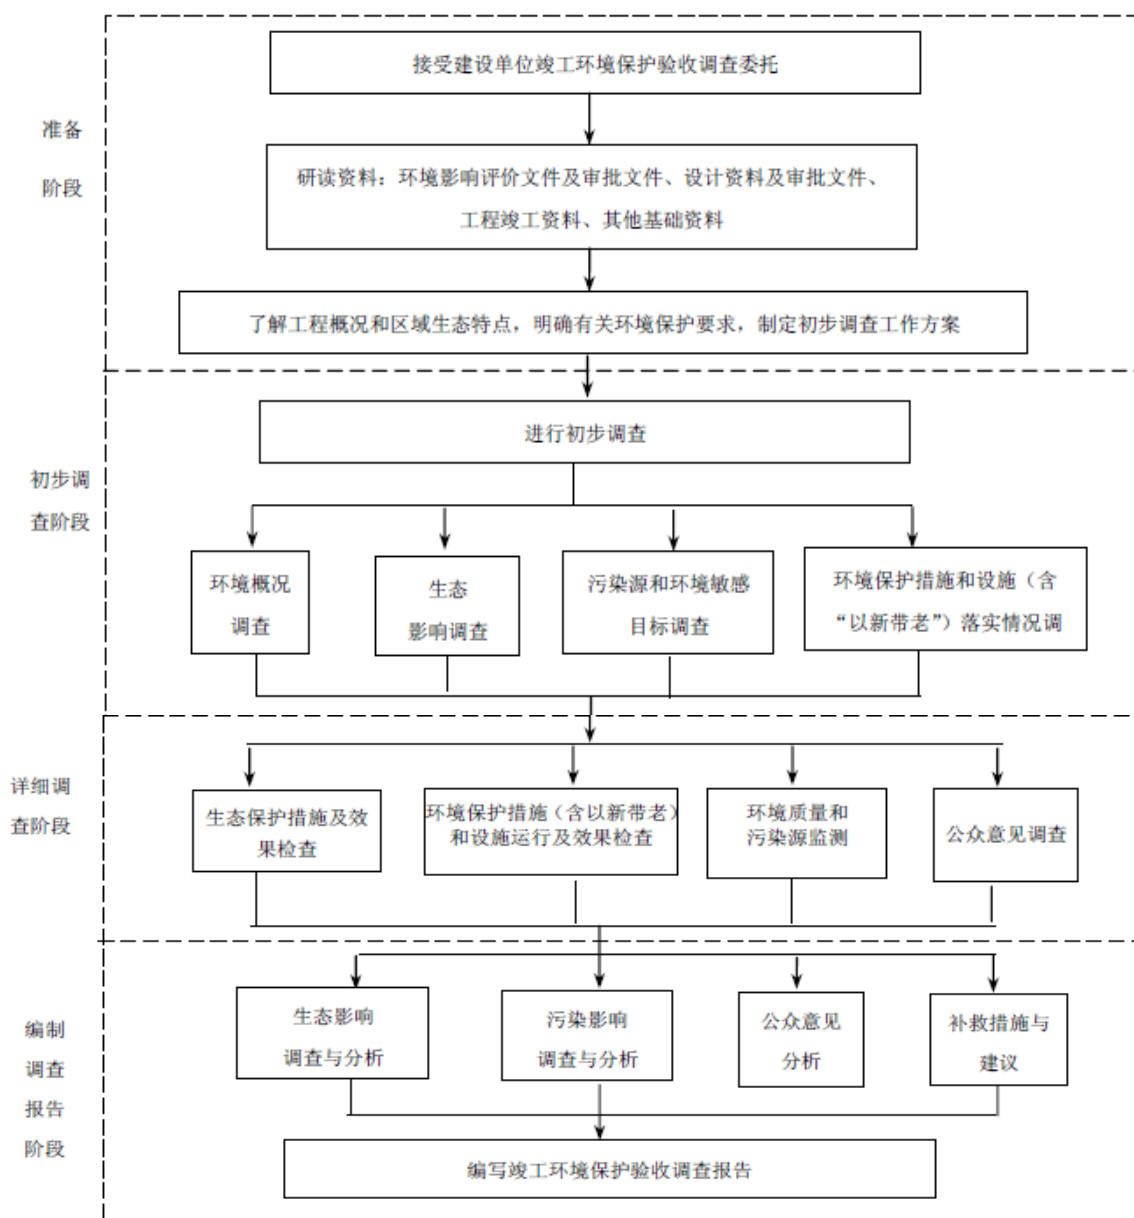 接受建设单位竣工环境保护验收调查委托
准备
阶段
研读资料：环境影响评价文件及审批文件、设计资料及审批文件、
工程竣工资料、其他基础资料
了解工程概况和区域生态特点，明确有关环境保护要求，制定初步调查工作方案
进行初步调查
初步调
查阶段
环境概况
调查
生态
影响调查
污染源和环境敏感
目标调查
环境保护措施和设施（含
“以新带老”）落实情况调
详细调
查阶段
生态保护措施及效
果检查
环境保护措施（含以新带老）
和设施运行及效果检查
环境质量和
污染源监测
公众意见调查
编制
调查
报告
阶段
生态影响
调查与分析
污染影响
调查与分析
公众意见
分析
补救措施与
建议
编写竣工环境保护验收调查报告